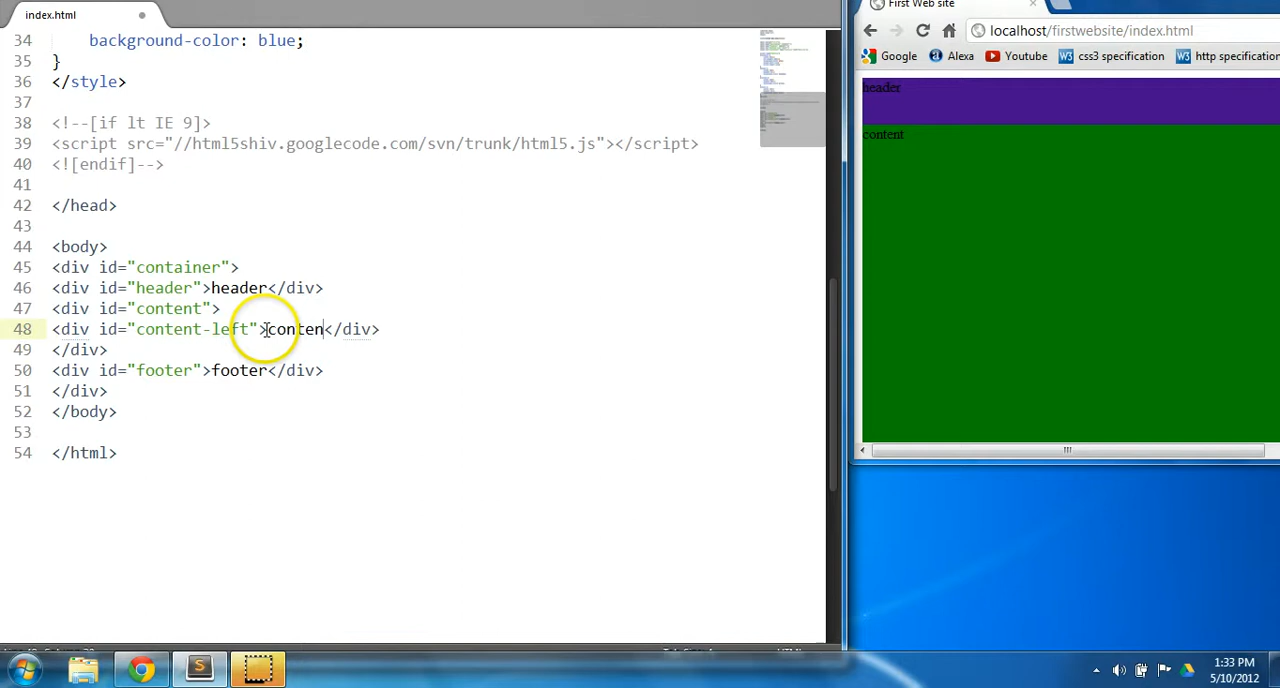 index.html
First Web site
localhost/firstwebsite/index.html
Google Alexa Youtube W3 css3 specification W3 http specification
header
content
34 background-color: blue;
35 }
36 </style>
37
38 <!--[if lt IE 9]>
39 <script src="//html5shiv.googlecode.com/svn/trunk/html5.js"></script>
40 <![endif]-->
41
42 </head>
43
44 <body>
45 <div id="container">
46 <div id="header">header</div>
47 <div id="content">
48 <div id="content-left">conten</div>
49 </div>
50 <div id="footer">footer</div>
51 </div>
52 </body>
53
54 </html>
1:33 PM
5/10/2012